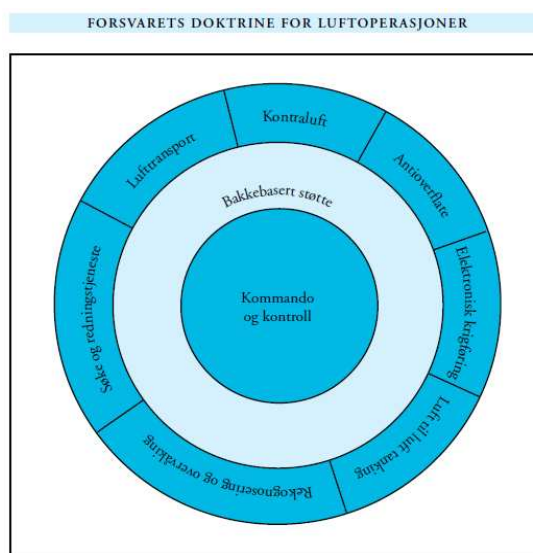 FORSVARETS DOKTRINE FOR LUFTOPERASJONER
Kontraluft
Antioverflate
Elektronisk krigføring
Luft til luft tanking
Rekognosering og overvåking
Søke og redningstjeneste
Lufttransport
Bakkebasert støtte
Kommando
og kontroll